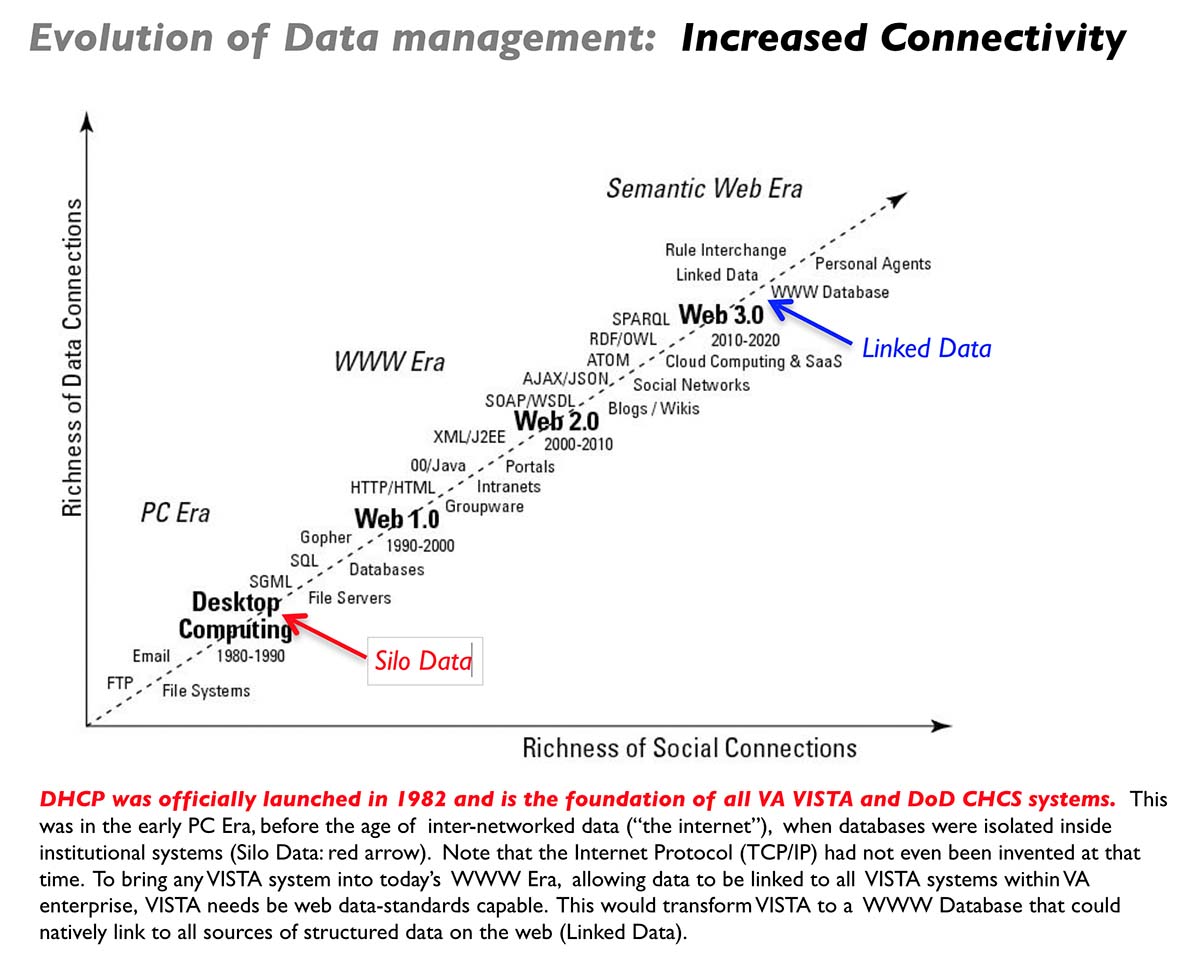 Evolution of Data management: Increased Connectivity
Richness of Data Connections
Semantic Web Era
Rule Interchange
Personal Agents
Linked Data
WWW Database
SPARQL
Web 3.0
RDF/OWL
2010-2020
Linked Data
WWW Era
ATOM
Cloud Computing & SaaS
AJAX/JSON
Social Networks
SOAP/WSDL
Blogs / Wikis
Web 2.0
XML/J2EE
2000-2010
00/Java
Portals
HTTP/HTML
Intranets
Groupware
PC Era
Web 1.0
Gopher
1990-2000
SQL
Databases
SGML
File Servers
Desktop
Computing
Email
1980-1990
Silo Data
FTP
File Systems
Richness of Social Connections
DHCP was officially launched in 1982 and is the foundation of all VA VISTA and DoD CHCS systems. This
was in the early PC Era, before the age of inter-networked data (“the internet”), when databases were isolated inside
institutional systems (Silo Data: red arrow). Note that the Internet Protocol (TCP/IP) had not even been invented at that
time. To bring any VISTA system into today’s WWW Era, allowing data to be linked to all VISTA systems within VA
enterprise, VISTA needs be web data-standards capable. This would transform VISTA to a WWW Database that could
natively link to all sources of structured data on the web (Linked Data).